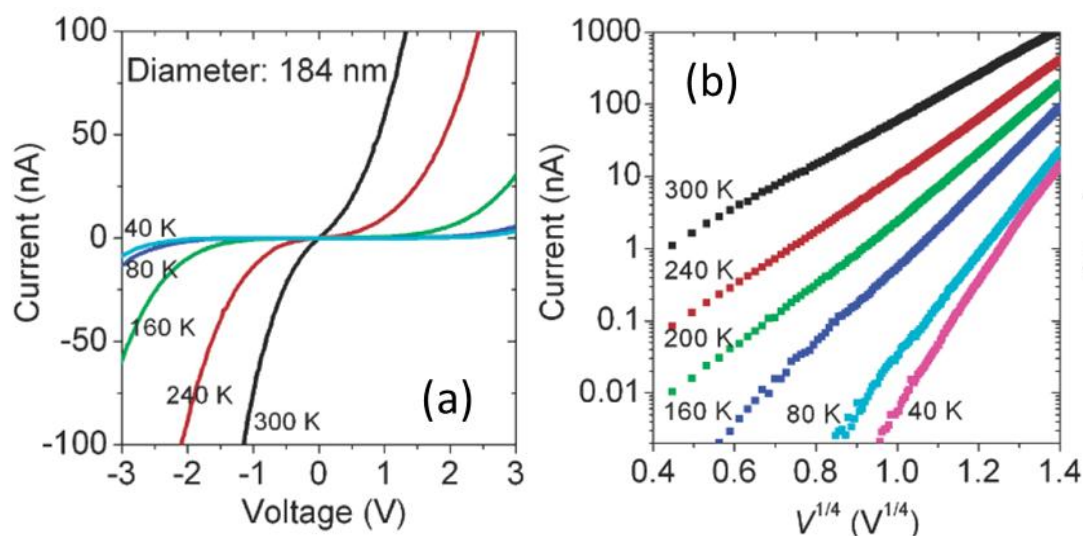 Diameter: 184 nm
Current (nA)
100
50
0
-50
-100
40 K
80 K
160 K
240 K
300 K
(a)
-3 -2 -1 0 1 2 3
Voltage (V)
(b)
Current (nA)
1000
100
10
1
0.1
0.01
300 K
240 K
200 K
160 K
80 K
40 K
0.4 0.6 0.8 1.0 1.2 1.4
V^1/4 (V^1/4)